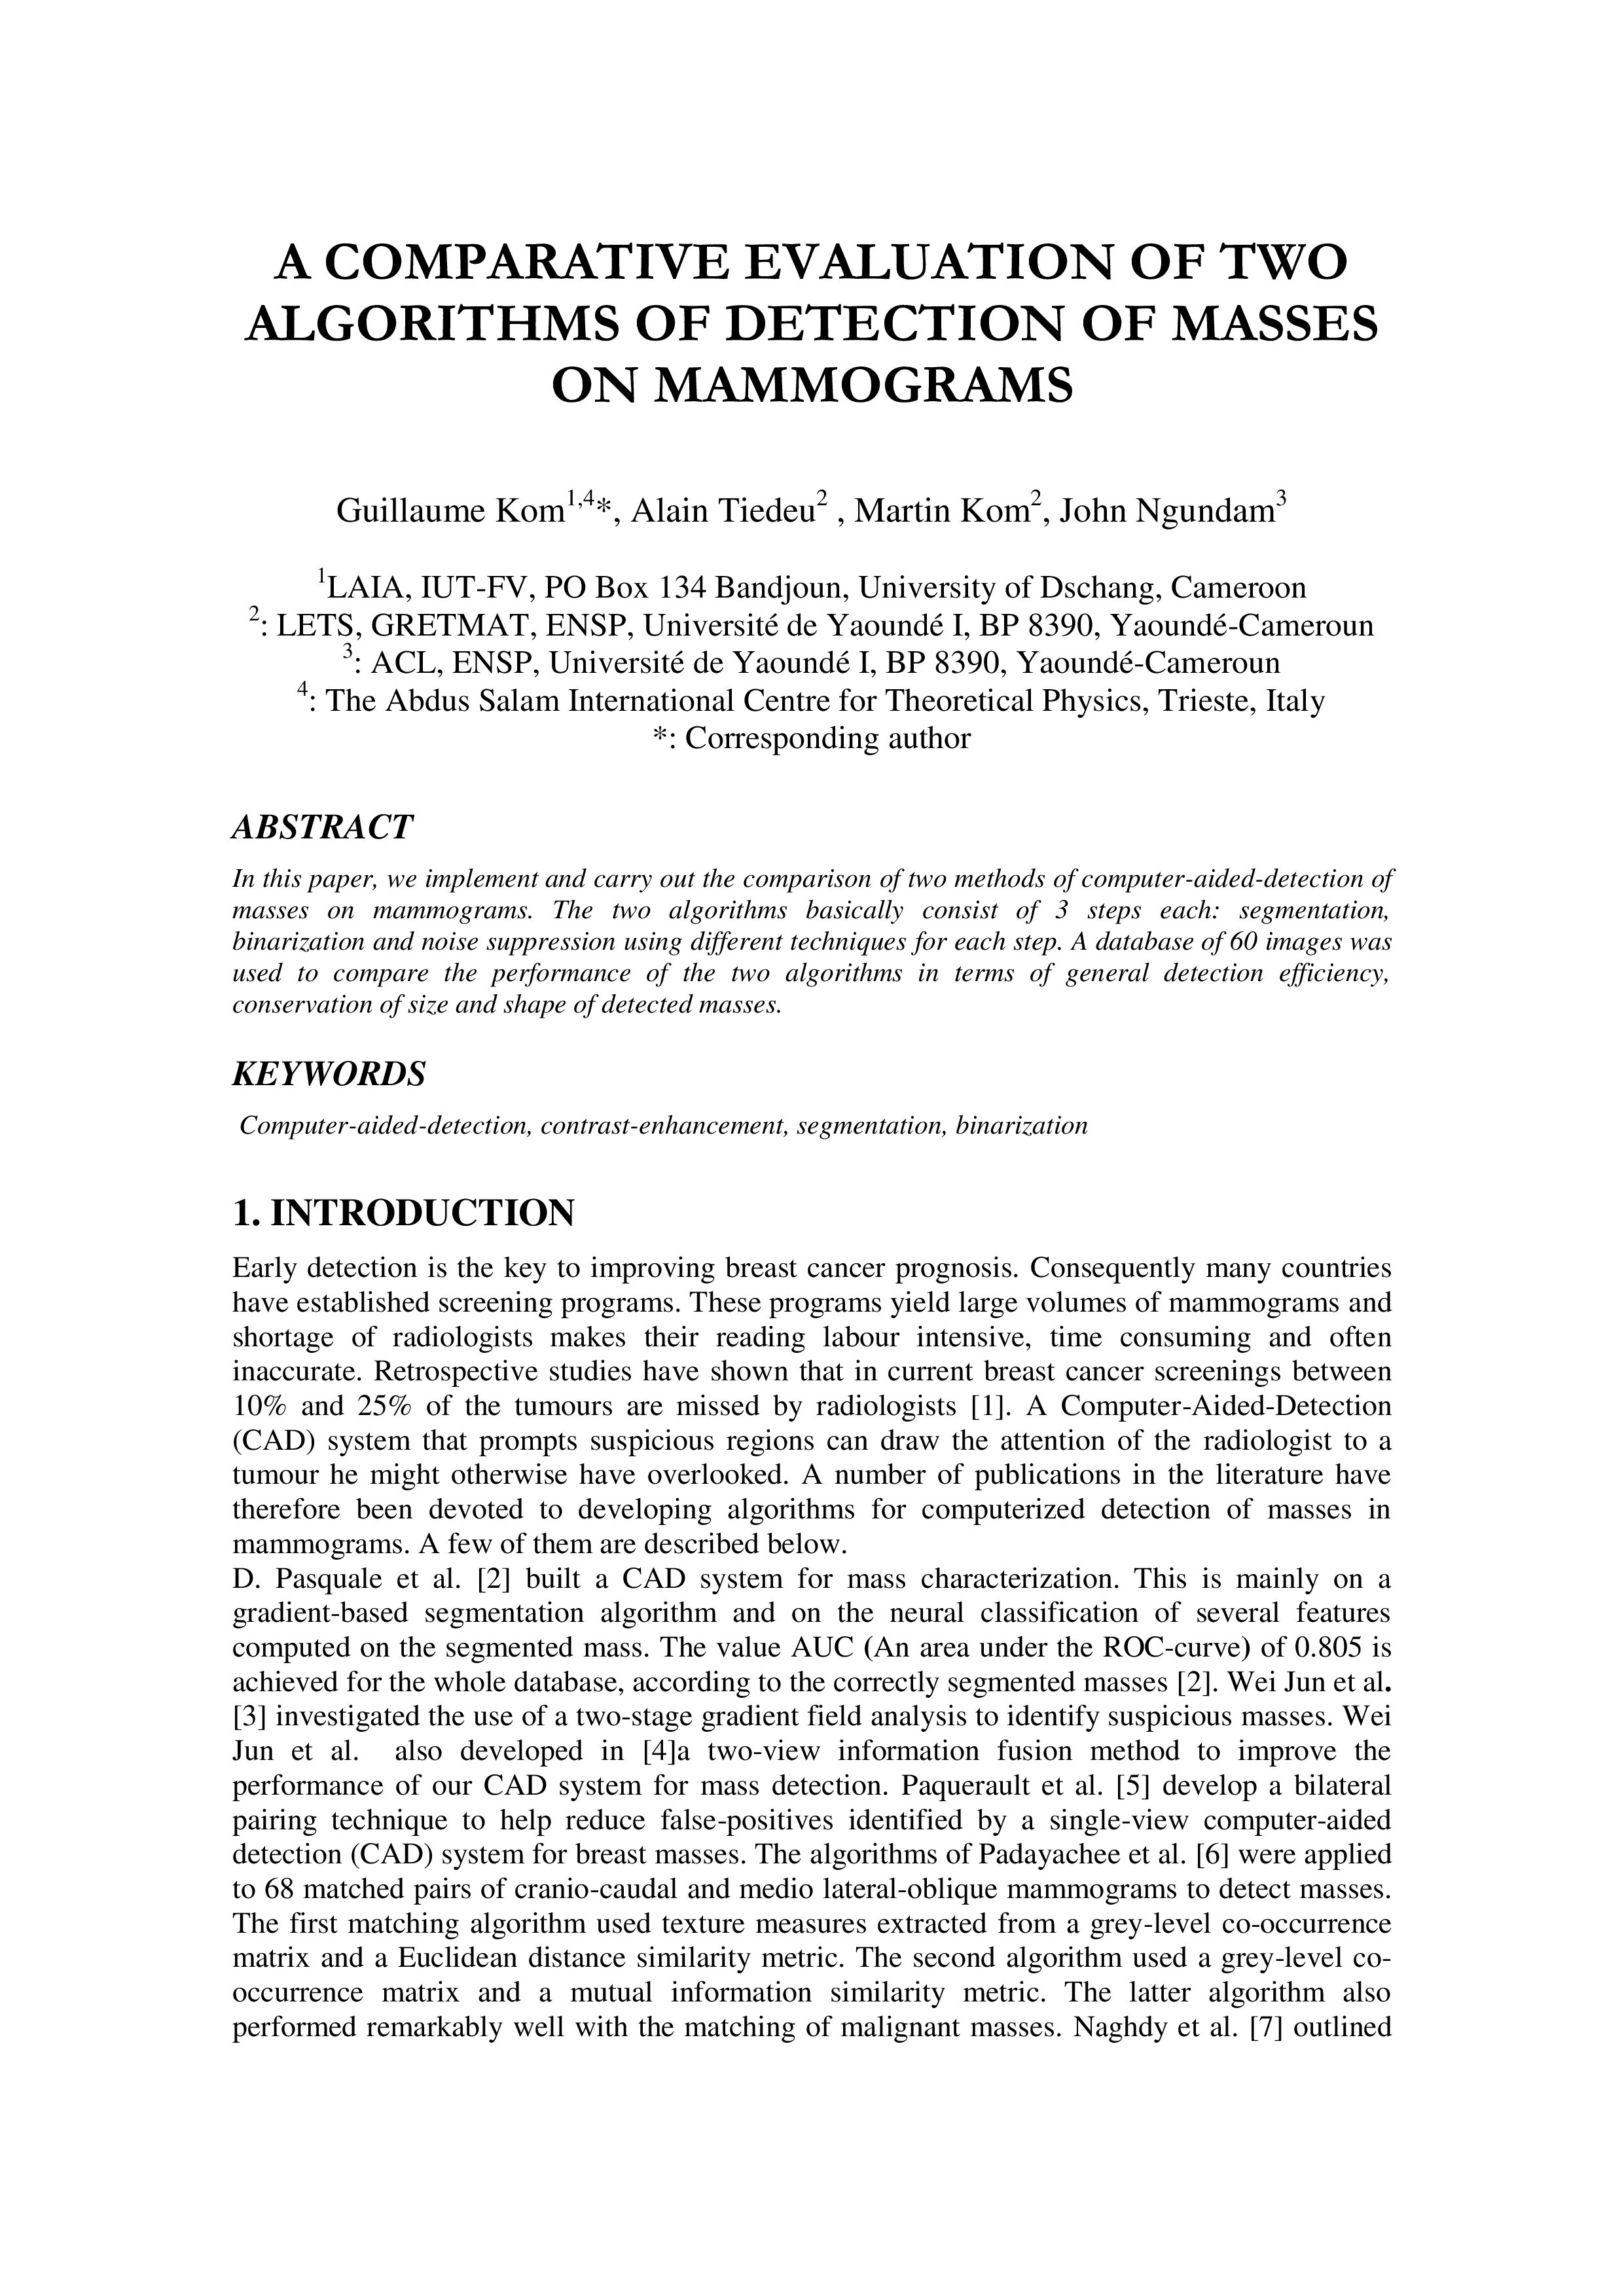 A COMPARATIVE EVALUATION OF TWO
ALGORITHMS OF DETECTION OF MASSES
ON MAMMOGRAMS
Guillaume Kom1,4*, Alain Tiedeu2 , Martin Kom2, John Ngundam3
1LAIA, IUT-FV, PO Box 134 Bandjoun, University of Dschang, Cameroon
2: LETS, GRETMAT, ENSP, Université de Yaoundé I, BP 8390, Yaoundé-Cameroun
3: ACL, ENSP, Université de Yaoundé I, BP 8390, Yaoundé-Cameroun
4: The Abdus Salam International Centre for Theoretical Physics, Trieste, Italy
*: Corresponding author
ABSTRACT
In this paper, we implement and carry out the comparison of two methods of computer-aided-detection of
masses on mammograms. The two algorithms basically consist of 3 steps each: segmentation,
binarization and noise suppression using different techniques for each step. A database of 60 images was
used to compare the performance of the two algorithms in terms of general detection efficiency,
conservation of size and shape of detected masses.
KEYWORDS
Computer-aided-detection, contrast-enhancement, segmentation, binarization
1. INTRODUCTION
Early detection is the key to improving breast cancer prognosis. Consequently many countries
have established screening programs. These programs yield large volumes of mammograms and
shortage of radiologists makes their reading labour intensive, time consuming and often
inaccurate. Retrospective studies have shown that in current breast cancer screenings between
10% and 25% of the tumours are missed by radiologists [1]. A Computer-Aided-Detection
(CAD) system that prompts suspicious regions can draw the attention of the radiologist to a
tumour he might otherwise have overlooked. A number of publications in the literature have
therefore been devoted to developing algorithms for computerized detection of masses in
mammograms. A few of them are described below.
D. Pasquale et al. [2] built a CAD system for mass characterization. This is mainly on a
gradient-based segmentation algorithm and on the neural classification of several features
computed on the segmented mass. The value AUC (An area under the ROC-curve) of 0.805 is
achieved for the whole database, according to the correctly segmented masses [2]. Wei Jun et al.
[3] investigated the use of a two-stage gradient field analysis to identify suspicious masses. Wei
Jun et al. also developed in [4]a two-view information fusion method to improve the
performance of our CAD system for mass detection. Paquerault et al. [5] develop a bilateral
pairing technique to help reduce false-positives identified by a single-view computer-aided
detection (CAD) system for breast masses. The algorithms of Padayachee et al. [6] were applied
to 68 matched pairs of cranio-caudal and medio lateral-oblique mammograms to detect masses.
The first matching algorithm used texture measures extracted from a grey-level co-occurrence
matrix and a Euclidean distance similarity metric. The second algorithm used a grey-level co-
occurrence matrix and a mutual information similarity metric. The latter algorithm also
performed remarkably well with the matching of malignant masses. Naghdy et al. [7] outlined